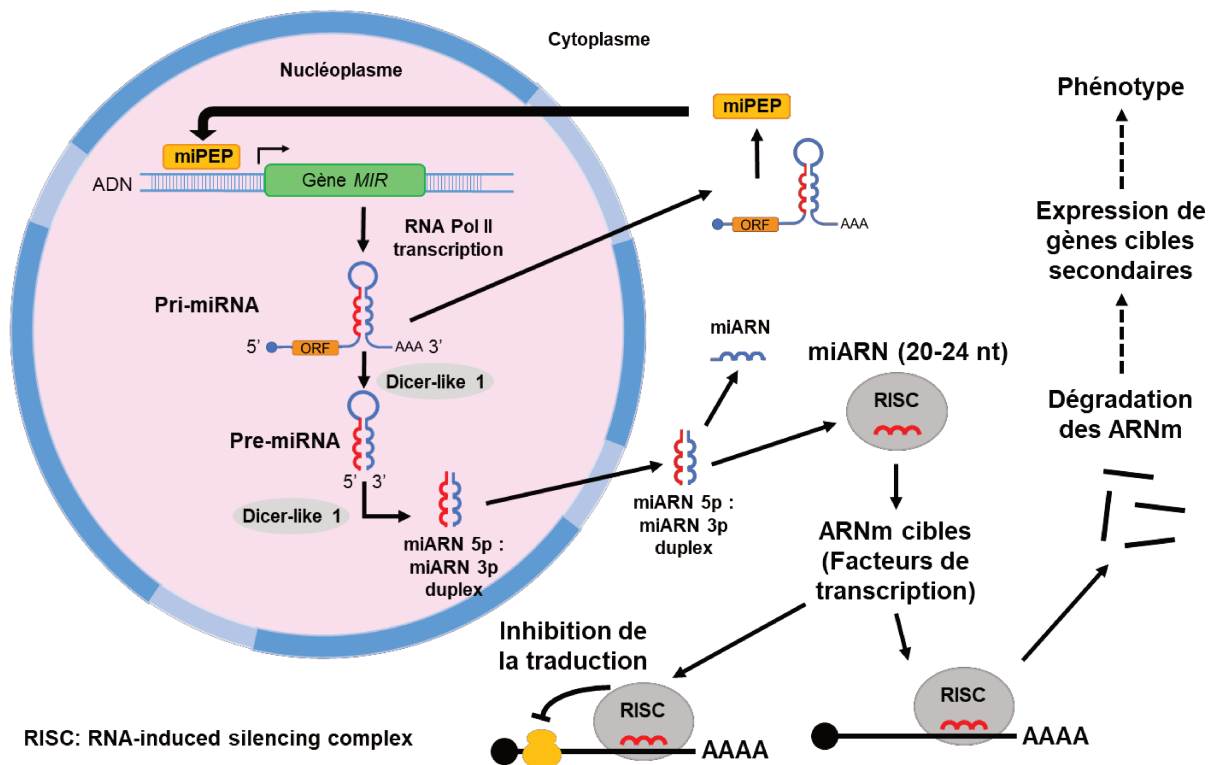 Cytoplasme
Nucléoplasme
miPEP
miPEP
ADN
Gène MIR
RNA Pol II
transcription
ORF
AAA
Pri-miRNA
5’
ORF
AAA
3’
Dicer-like 1
Pre-miRNA
5’
3’
Dicer-like 1
miARN 5p :
miARN 3p
duplex
miARN 5p :
miARN 3p
duplex
miARN
miARN (20-24 nt)
RISC
ARNm cibles
(Facteurs de
transcription)
Inhibition de
la traduction
RISC
AAAA
RISC
AAAA
Dégradation
des ARNm
Expression de
gènes cibles
secondaires
Phénotype
RISC: RNA-induced silencing complex